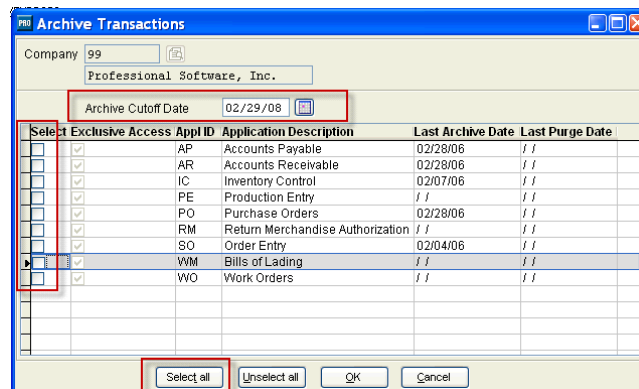 PRO Archive Transactions
Company 99
Professional Software, Inc.
Archive Cutoff Date 02/29/08
Select Exclusive Access Appl ID Application Description Last Archive Date Last Purge Date
AP Accounts Payable 02/28/06 / /
AR Accounts Receivable 02/28/06 / /
IC Inventory Control 02/07/06 / /
PE Production Entry / / / /
PO Purchase Orders 02/28/06 / /
RM Return Merchandise Authorization / / / /
SO Order Entry 02/04/06 / /
WM Bills of Lading / / / /
WO Work Orders / / / /
Select all Unselect all OK Cancel